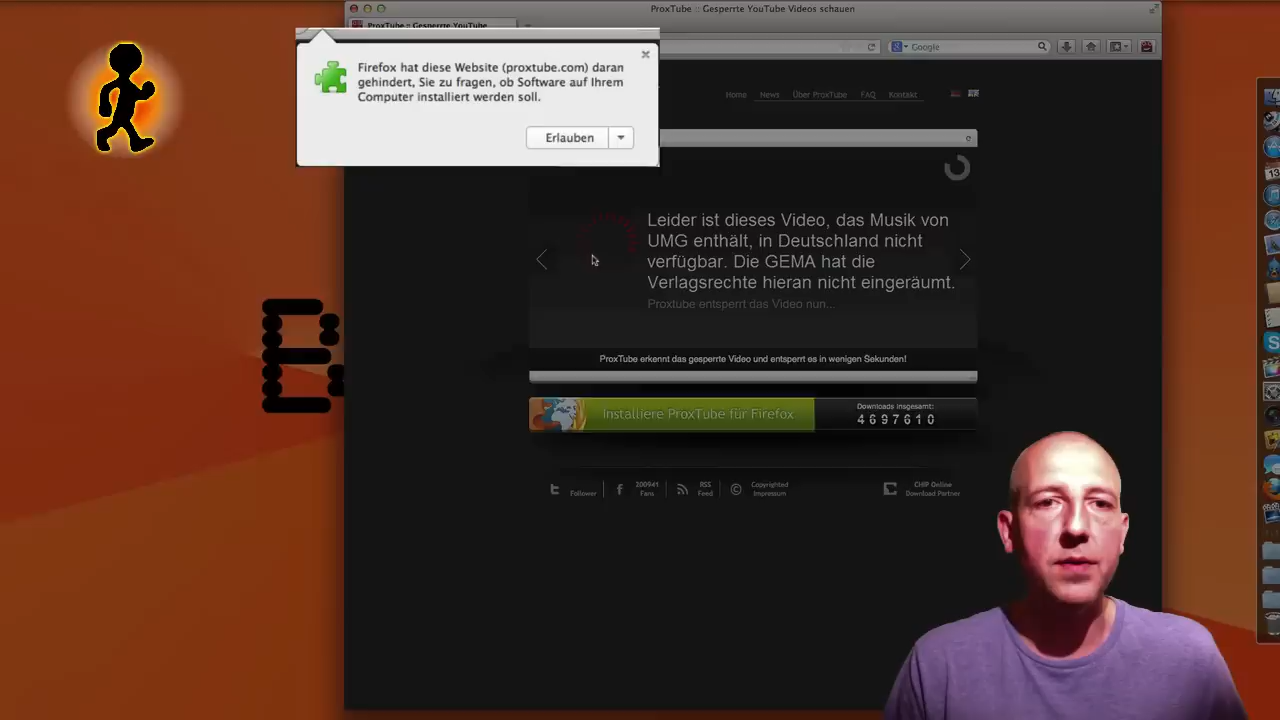 ProxTube :: Gesperrte YouTube Videos schauen
ProxTube :: Gesperrte YouTube
Google
Firefox hat diese Website (proxtube.com) daran
gehindert, Sie zu fragen, ob Software auf Ihrem
Computer installiert werden soll.
Erlauben
Home News Über ProxTube FAQ Kontakt
Leider ist dieses Video, das Musik von
UMG enthält, in Deutschland nicht
verfügbar. Die GEMA hat die
Verlagsrechte hieran nicht eingeräumt.
Proxtube entsperrt das Video nun...
ProxTube erkennt das gesperrte Video und entsperrt es in wenigen Sekunden!
Installiere ProxTube für Firefox
Downloads insgesamt:
4697610
Follower
200941
Fans
RSS
Feed
Copyrighted
Impressum
CHIP Online
Download Partner